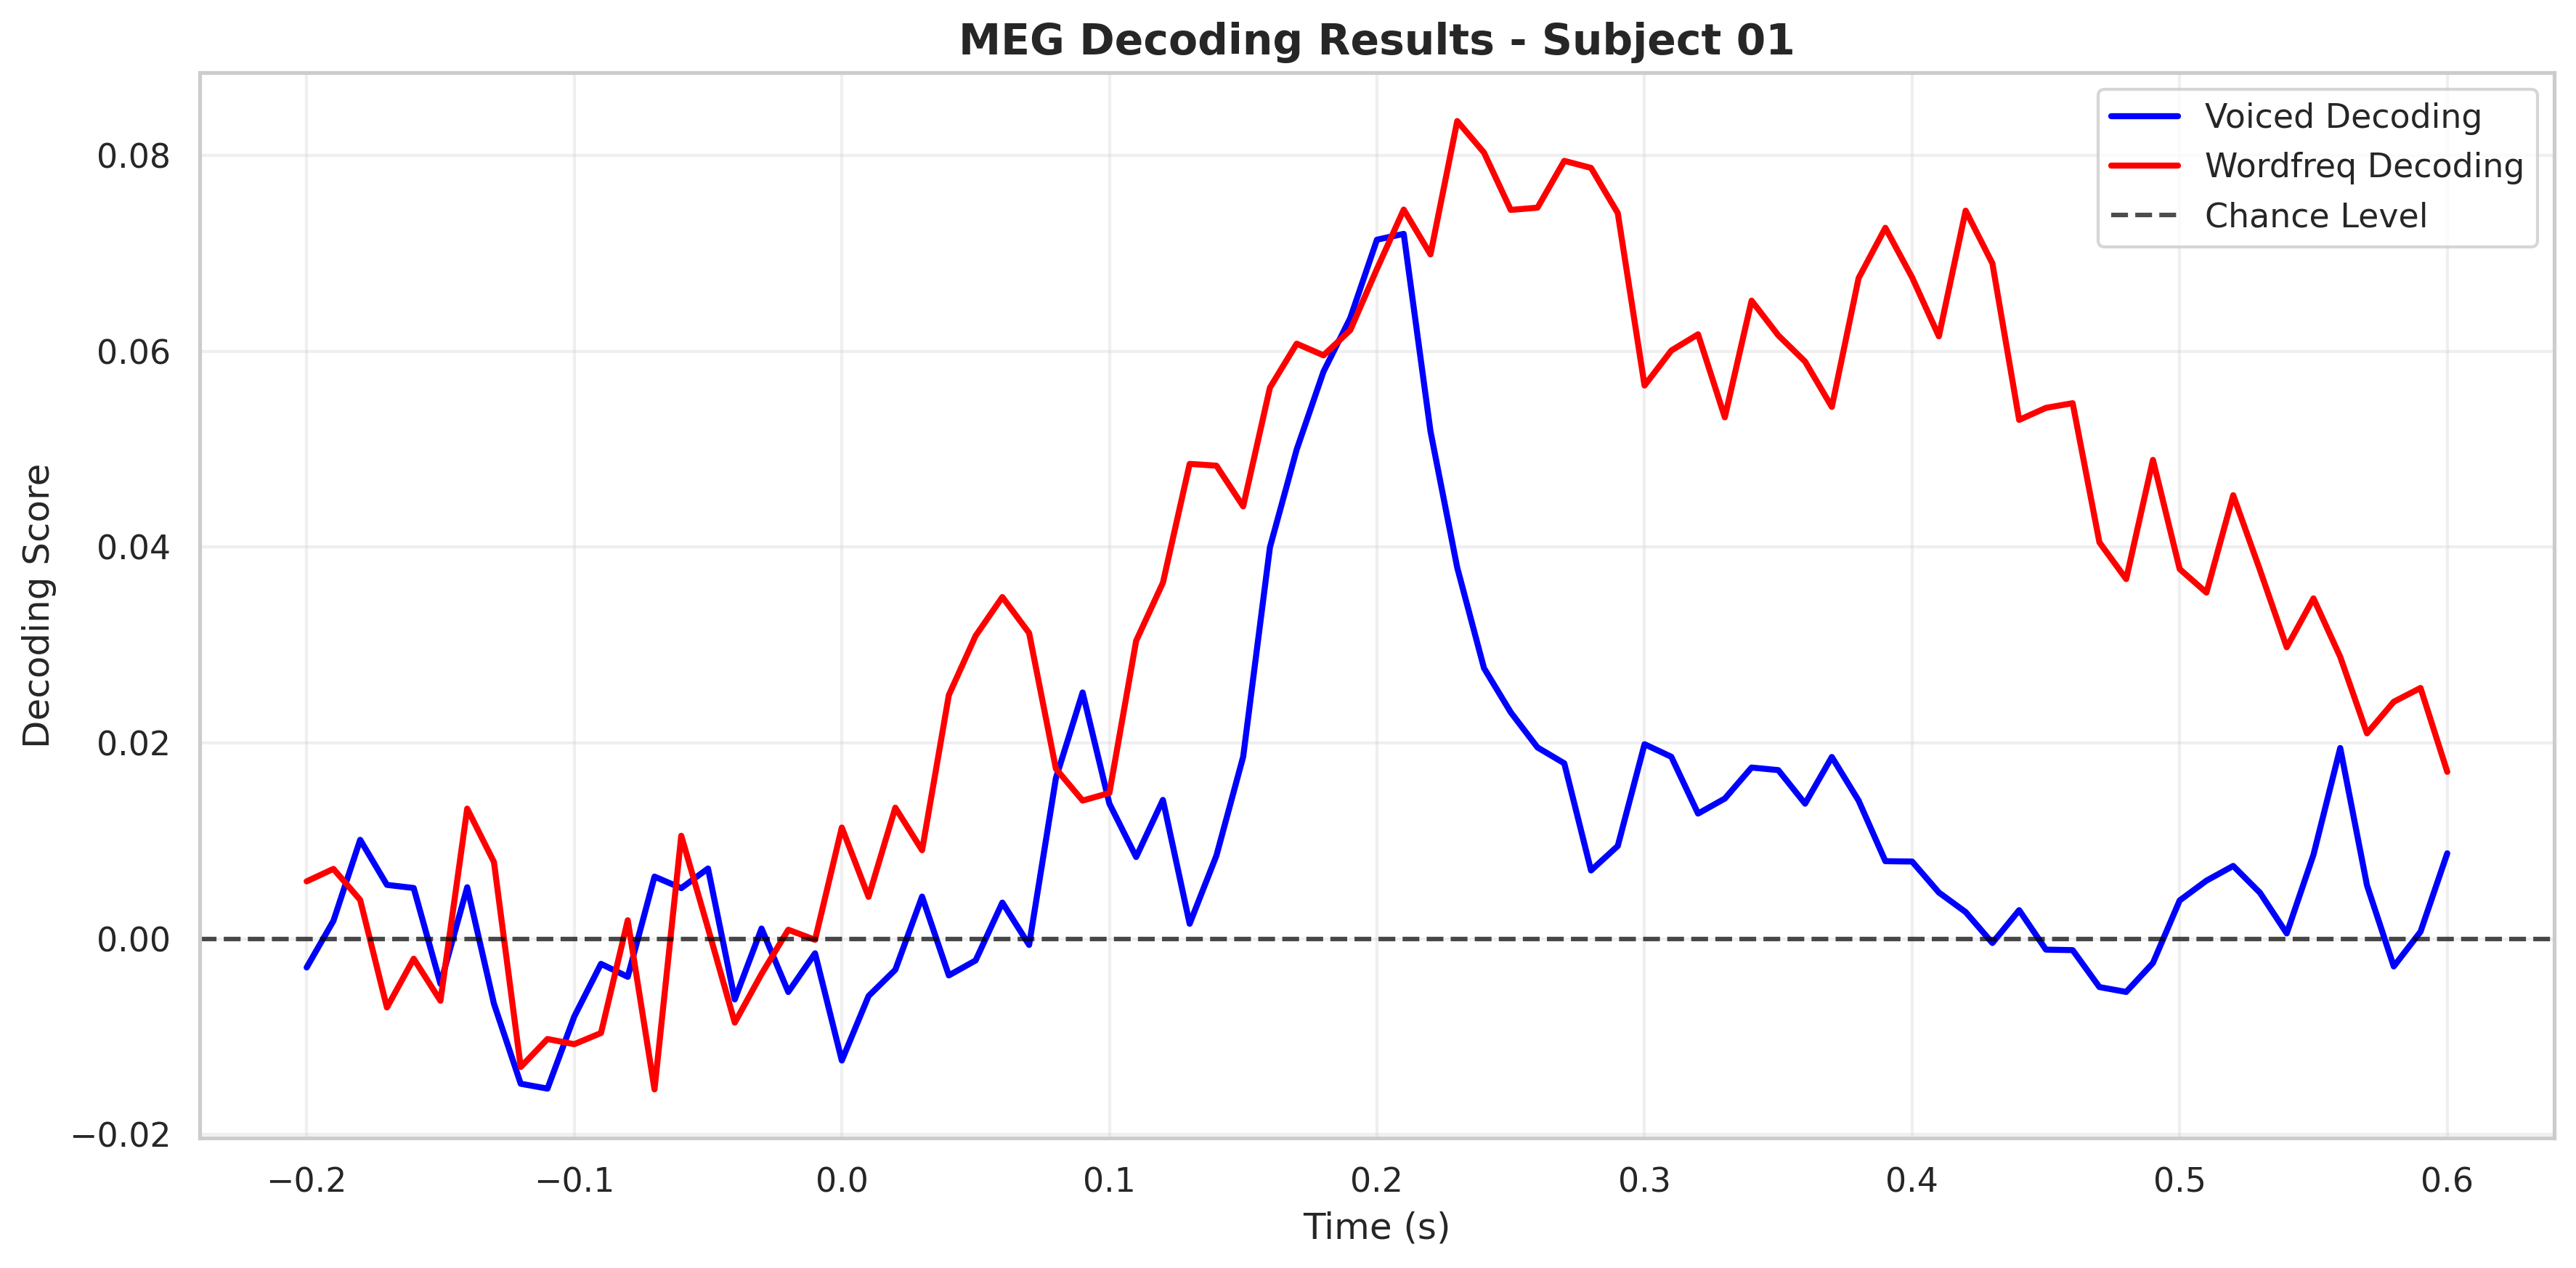 MEG Decoding Results - Subject 01
Voiced Decoding
Wordfreq Decoding
Chance Level
Decoding Score
0.08
0.06
0.04
0.02
0.00
−0.02
−0.2 −0.1 0.0 0.1 0.2 0.3 0.4 0.5 0.6
Time (s)